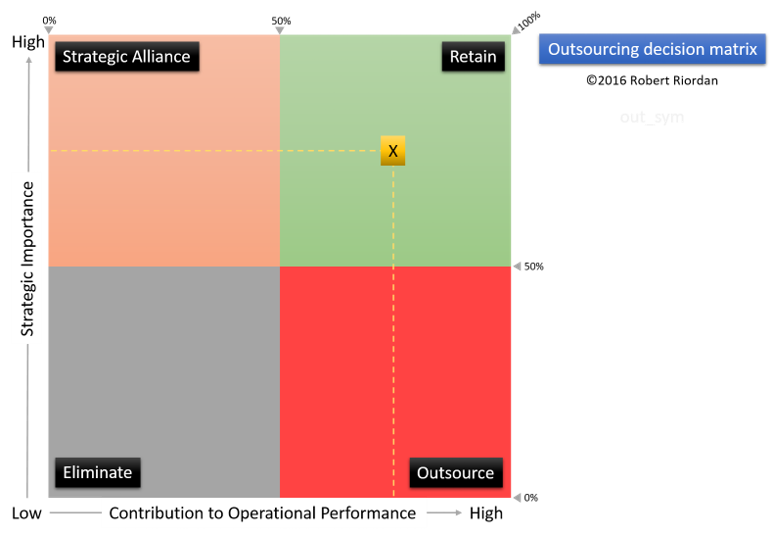 0%
50%
100%
High
Strategic Alliance
Retain
Outsourcing decision matrix
©2016 Robert Riordan
out_sym
X
Strategic Importance
50%
Eliminate
Outsource
0%
Low
Contribution to Operational Performance
High